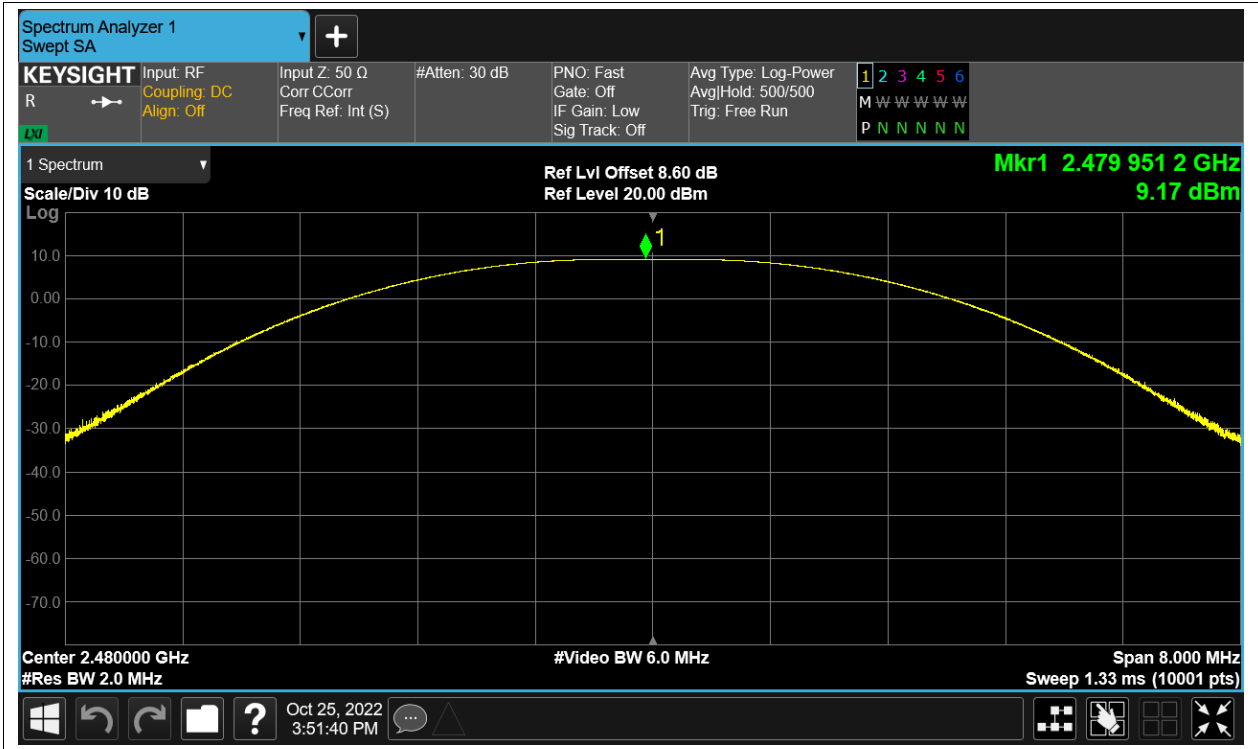 Spectrum Analyzer 1
Swept SA
+
KEYSIGHT Input: RF Input Z: 50 Ω #Atten: 30 dB PNO: Fast Avg Type: Log-Power 1 2 3 4 5 6
R Coupling: DC Corr CCorr Gate: Off Avg|Hold: 500/500 M W W W W W
Align: Off Freq Ref: Int (S) IF Gain: Low Trig: Free Run
LXI Sig Track: Off P N N N N N
1 Spectrum
Scale/Div 10 dB
Ref Lvl Offset 8.60 dB
Ref Level 20.00 dBm
Mkr1 2.479 951 2 GHz
9.17 dBm
Log
1
10.0
0.00
-10.0
-20.0
-30.0
-40.0
-50.0
-60.0
-70.0
Center 2.480000 GHz #Video BW 6.0 MHz Span 8.000 MHz
#Res BW 2.0 MHz Sweep 1.33 ms (10001 pts)
? Oct 25, 2022
3:51:40 PM